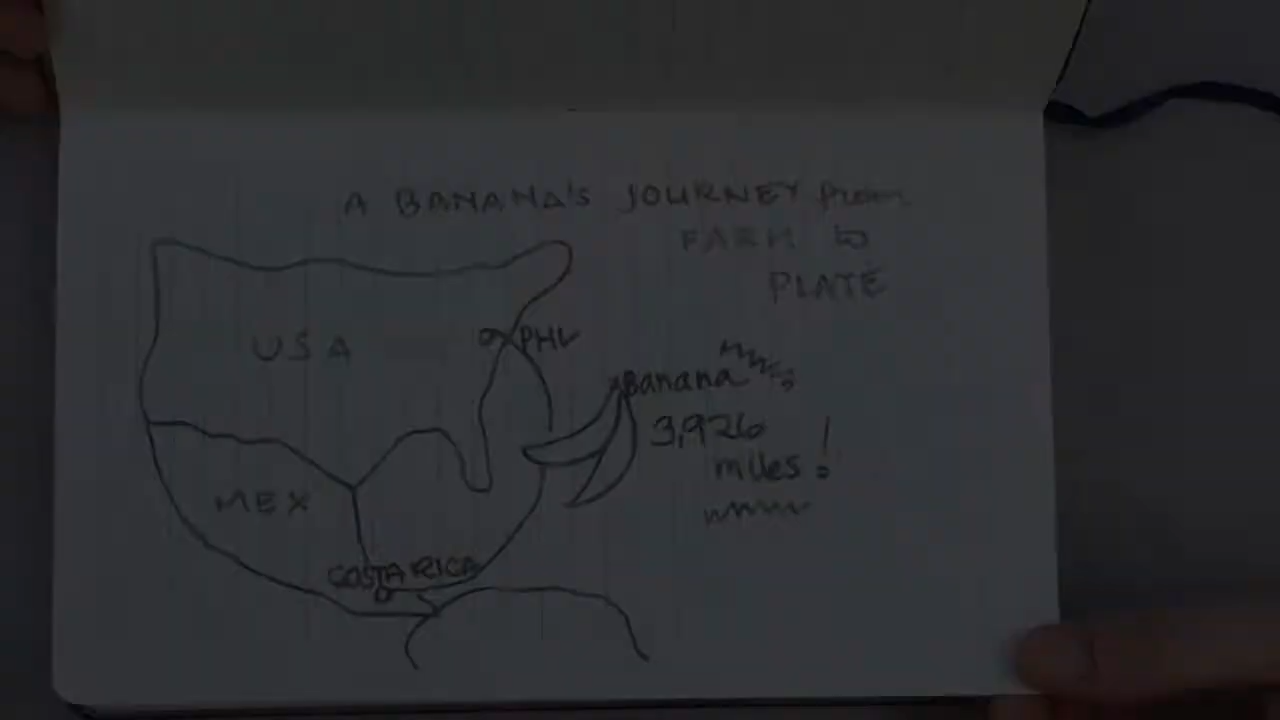 A BANANA'S JOURNEY from
FARM to
PLATE
USA
PHL
Banana
3,926
miles!
MEX
COSTA RICA